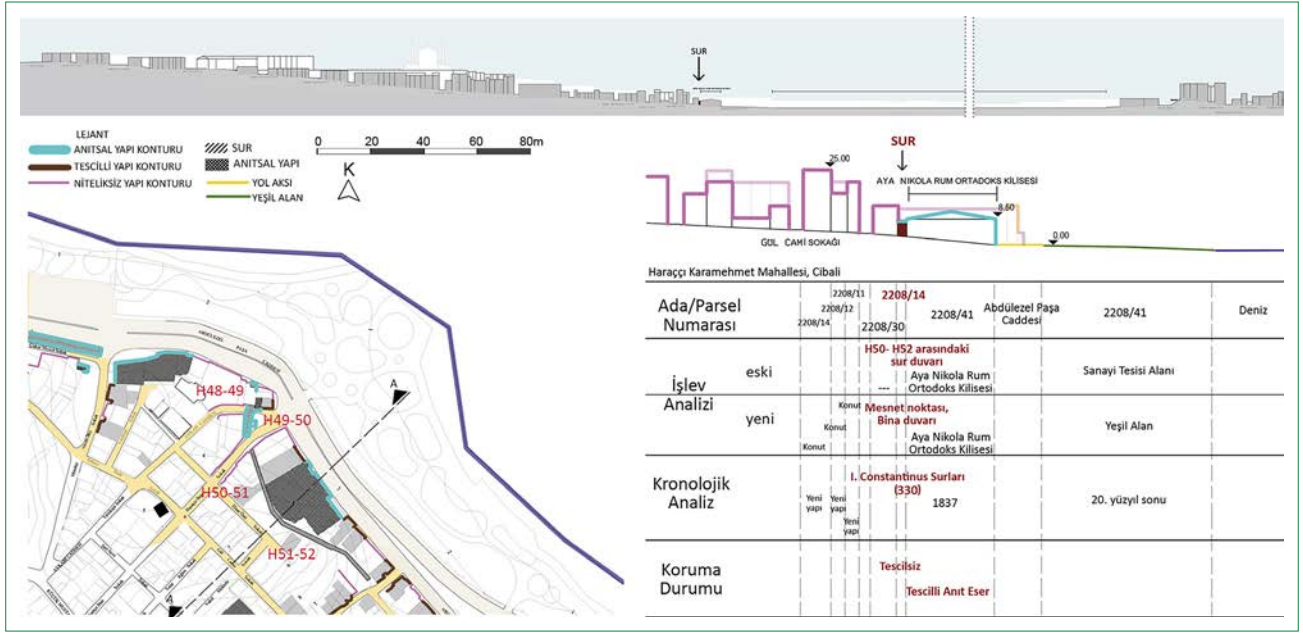 SUR
LEJANT
ANITSAL YAPI KONTURU
TESCİLLİ YAPI KONTURU
NİTELİKSİZ YAPI KONTURU
SUR
ANITSAL YAPI
YOL AKSI
YEŞİL ALAN
0 20 40 60 80m
K
H48-49
H49-50
H50-51
H51-52
A
A
SUR
25.00
AYA NIKOLA RUM ORTADOKS KİLİSESİ
8.50
0.00
GÜL CAMİ SOKAĞI
Haraççı Karamehmet Mahallesi, Cibali
Ada/Parsel Numarası
2208/14
2208/12
2208/11
2208/30
2208/14
2208/41
Abdülezel Paşa Caddesi
2208/41
Deniz
İşlev Analizi
eski
---
H50- H52 arasındaki sur duvarı
Aya Nikola Rum Ortodoks Kilisesi
Sanayi Tesisi Alanı
yeni
Konut
Konut
Konut
Mesnet noktası, Bina duvarı
Aya Nikola Rum Ortodoks Kilisesi
Yeşil Alan
Kronolojik Analiz
Yeni yapı
Yeni yapı
Yeni yapı
I. Constantinus Surları (330)
1837
20. yüzyıl sonu
Koruma Durumu
Tescilsiz
Tescilli Anıt Eser